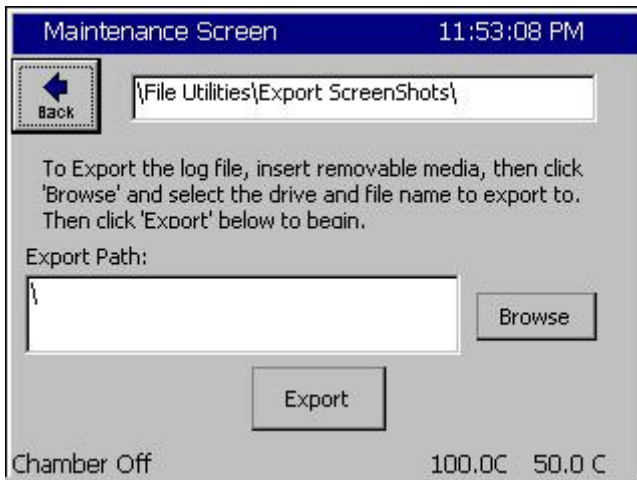 Maintenance Screen 11:53:08 PM
Back
\File Utilities\Export ScreenShots\
To Export the log file, insert removable media, then click
'Browse' and select the drive and file name to export to.
Then click 'Export' below to begin.
Export Path:
\
Browse
Export
Chamber Off 100.0C 50.0 C